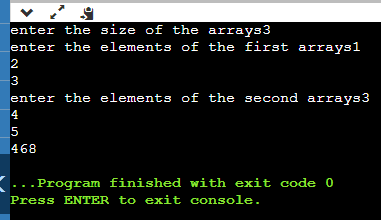 enter the size of the arrays3
enter the elements of the first arrays1
2
3
enter the elements of the second arrays3
4
5
468
...Program finished with exit code 0
Press ENTER to exit console.